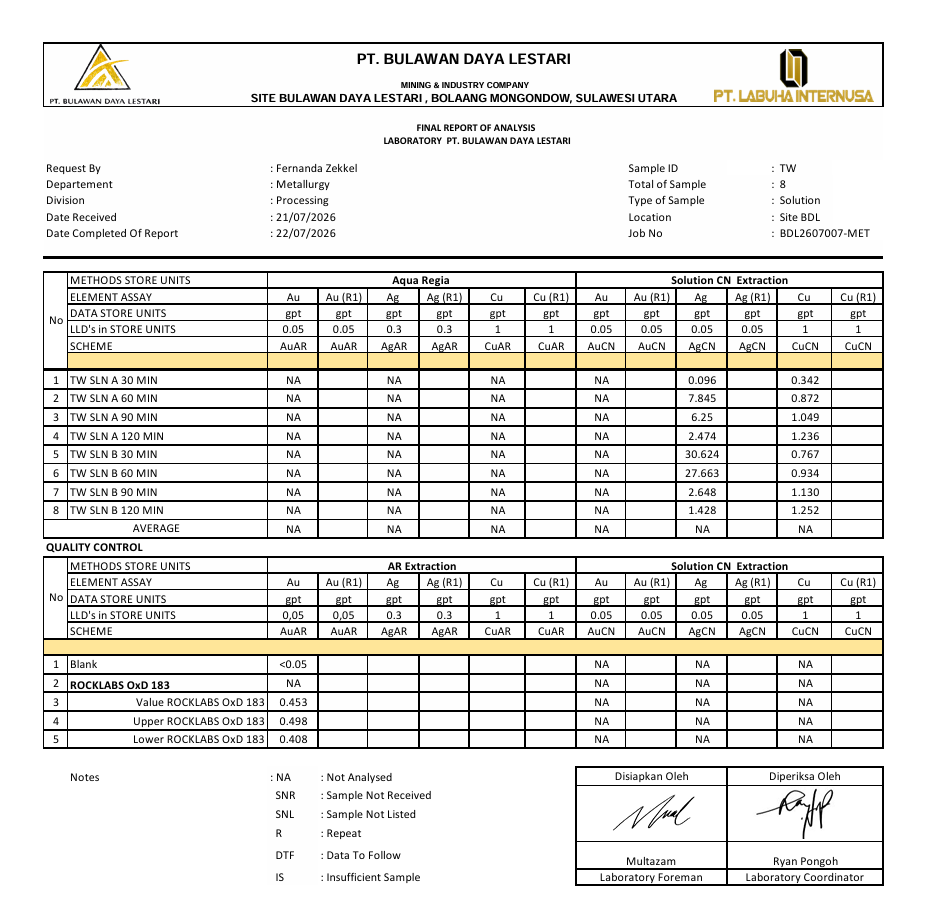 PT. BULAWAN DAYA LESTARI
MINING & INDUSTRY COMPANY
SITE BULAWAN DAYA LESTARI , BOLAANG MONGONDOW, SULAWESI UTARA
PT. BULAWAN DAYA LESTARI
PT. LABUHA INTERNUSA
FINAL REPORT OF ANALYSIS
LABORATORY PT. BULAWAN DAYA LESTARI
Request By : Fernanda Zekkel Sample ID : TW
Departement : Metallurgy Total of Sample : 8
Division : Processing Type of Sample : Solution
Date Received : 21/07/2026 Location : Site BDL
Date Completed Of Report : 22/07/2026 Job No : BDL2607007-MET
No METHODS STORE UNITS Aqua Regia Solution CN Extraction
ELEMENT ASSAY Au Au (R1) Ag Ag (R1) Cu Cu (R1) Au Au (R1) Ag Ag (R1) Cu Cu (R1)
DATA STORE UNITS gpt gpt gpt gpt gpt gpt gpt gpt gpt gpt gpt gpt
LLD's in STORE UNITS 0.05 0.05 0.3 0.3 1 1 0.05 0.05 0.05 0.05 1 1
SCHEME AuAR AuAR AgAR AgAR CuAR CuAR AuCN AuCN AgCN AgCN CuCN CuCN
1 TW SLN A 30 MIN NA NA NA NA 0.096 0.342
2 TW SLN A 60 MIN NA NA NA NA 7.845 0.872
3 TW SLN A 90 MIN NA NA NA NA 6.25 1.049
4 TW SLN A 120 MIN NA NA NA NA 2.474 1.236
5 TW SLN B 30 MIN NA NA NA NA 30.624 0.767
6 TW SLN B 60 MIN NA NA NA NA 27.663 0.934
7 TW SLN B 90 MIN NA NA NA NA 2.648 1.130
8 TW SLN B 120 MIN NA NA NA NA 1.428 1.252
AVERAGE NA NA NA NA NA NA
QUALITY CONTROL
No METHODS STORE UNITS AR Extraction Solution CN Extraction
ELEMENT ASSAY Au Au (R1) Ag Ag (R1) Cu Cu (R1) Au Au (R1) Ag Ag (R1) Cu Cu (R1)
DATA STORE UNITS gpt gpt gpt gpt gpt gpt gpt gpt gpt gpt gpt gpt
LLD's in STORE UNITS 0,05 0,05 0.3 0.3 1 1 0.05 0.05 0.05 0.05 1 1
SCHEME AuAR AuAR AgAR AgAR CuAR CuAR AuCN AuCN AgCN AgCN CuCN CuCN
1 Blank <0.05 NA NA NA
2 ROCKLABS OxD 183 NA NA NA NA
3 Value ROCKLABS OxD 183 0.453 NA NA NA
4 Upper ROCKLABS OxD 183 0.498 NA NA NA
5 Lower ROCKLABS OxD 183 0.408 NA NA NA
Notes : NA : Not Analysed
SNR : Sample Not Received
SNL : Sample Not Listed
R : Repeat
DTF : Data To Follow
IS : Insufficient Sample
Disiapkan Oleh Diperiksa Oleh
Multazam Ryan Pongoh
Laboratory Foreman Laboratory Coordinator